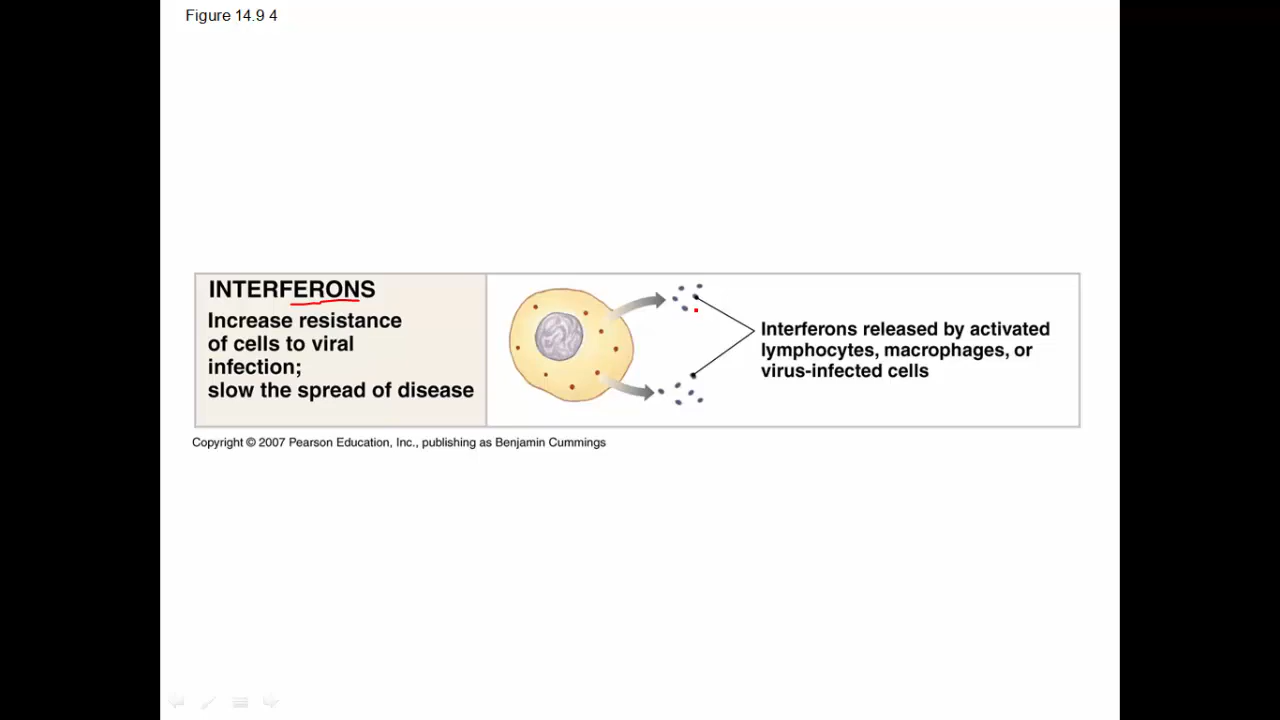 Figure 14.9 4
INTERFERONS
Increase resistance
of cells to viral
infection;
slow the spread of disease
Interferons released by activated
lymphocytes, macrophages, or
virus-infected cells
Copyright © 2007 Pearson Education, Inc., publishing as Benjamin Cummings